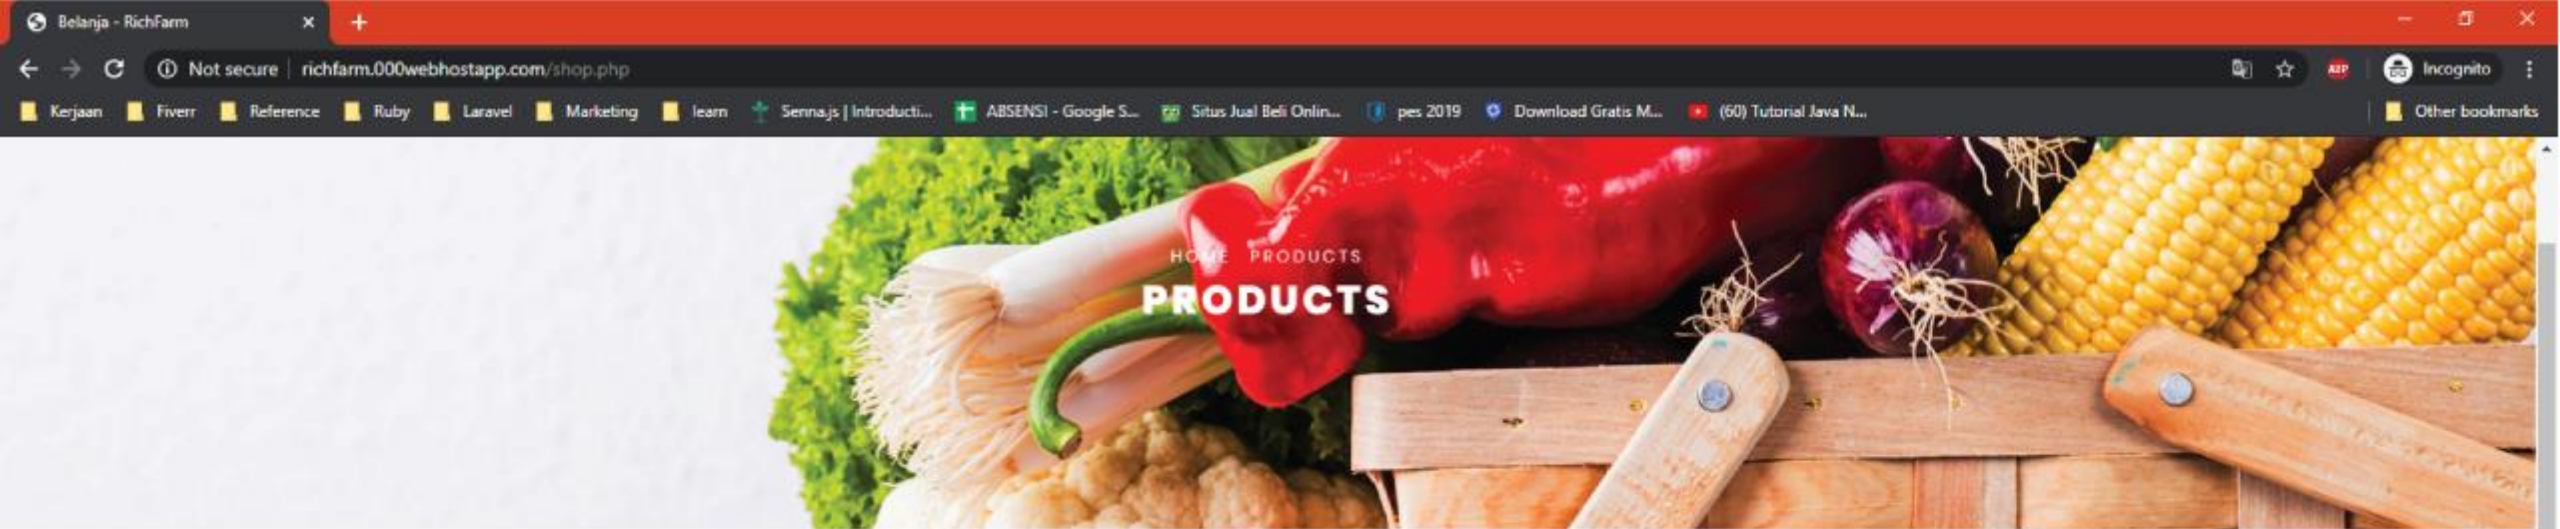 Belanja - RichFarm
Not secure richfarm.000webhostapp.com/shop.php ABP Incognito
Kerjaan Fiverr Reference Ruby Laravel Marketing learn Senna.js | Introducti... ABSENSI - Google S... Situs Jual Beli Onlin... pes 2019 Download Gratis M... (60) Tutorial Java N... Other bookmarks
HOME PRODUCTS
PRODUCTS